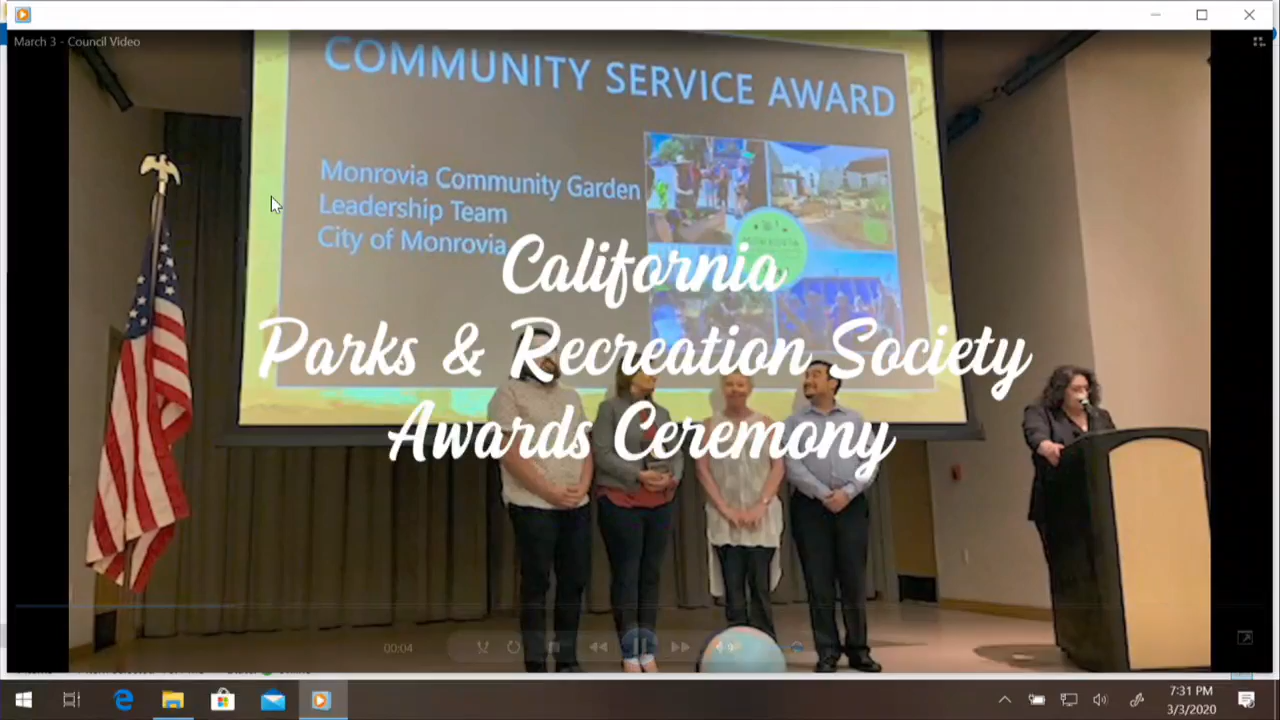 March 3 - Council Video
COMMUNITY SERVICE AWARD
Monrovia Community Garden
Leadership Team
City of Monrovia
California
Parks & Recreation Society
Awards Ceremony
00:04
7:31 PM
3/3/2020